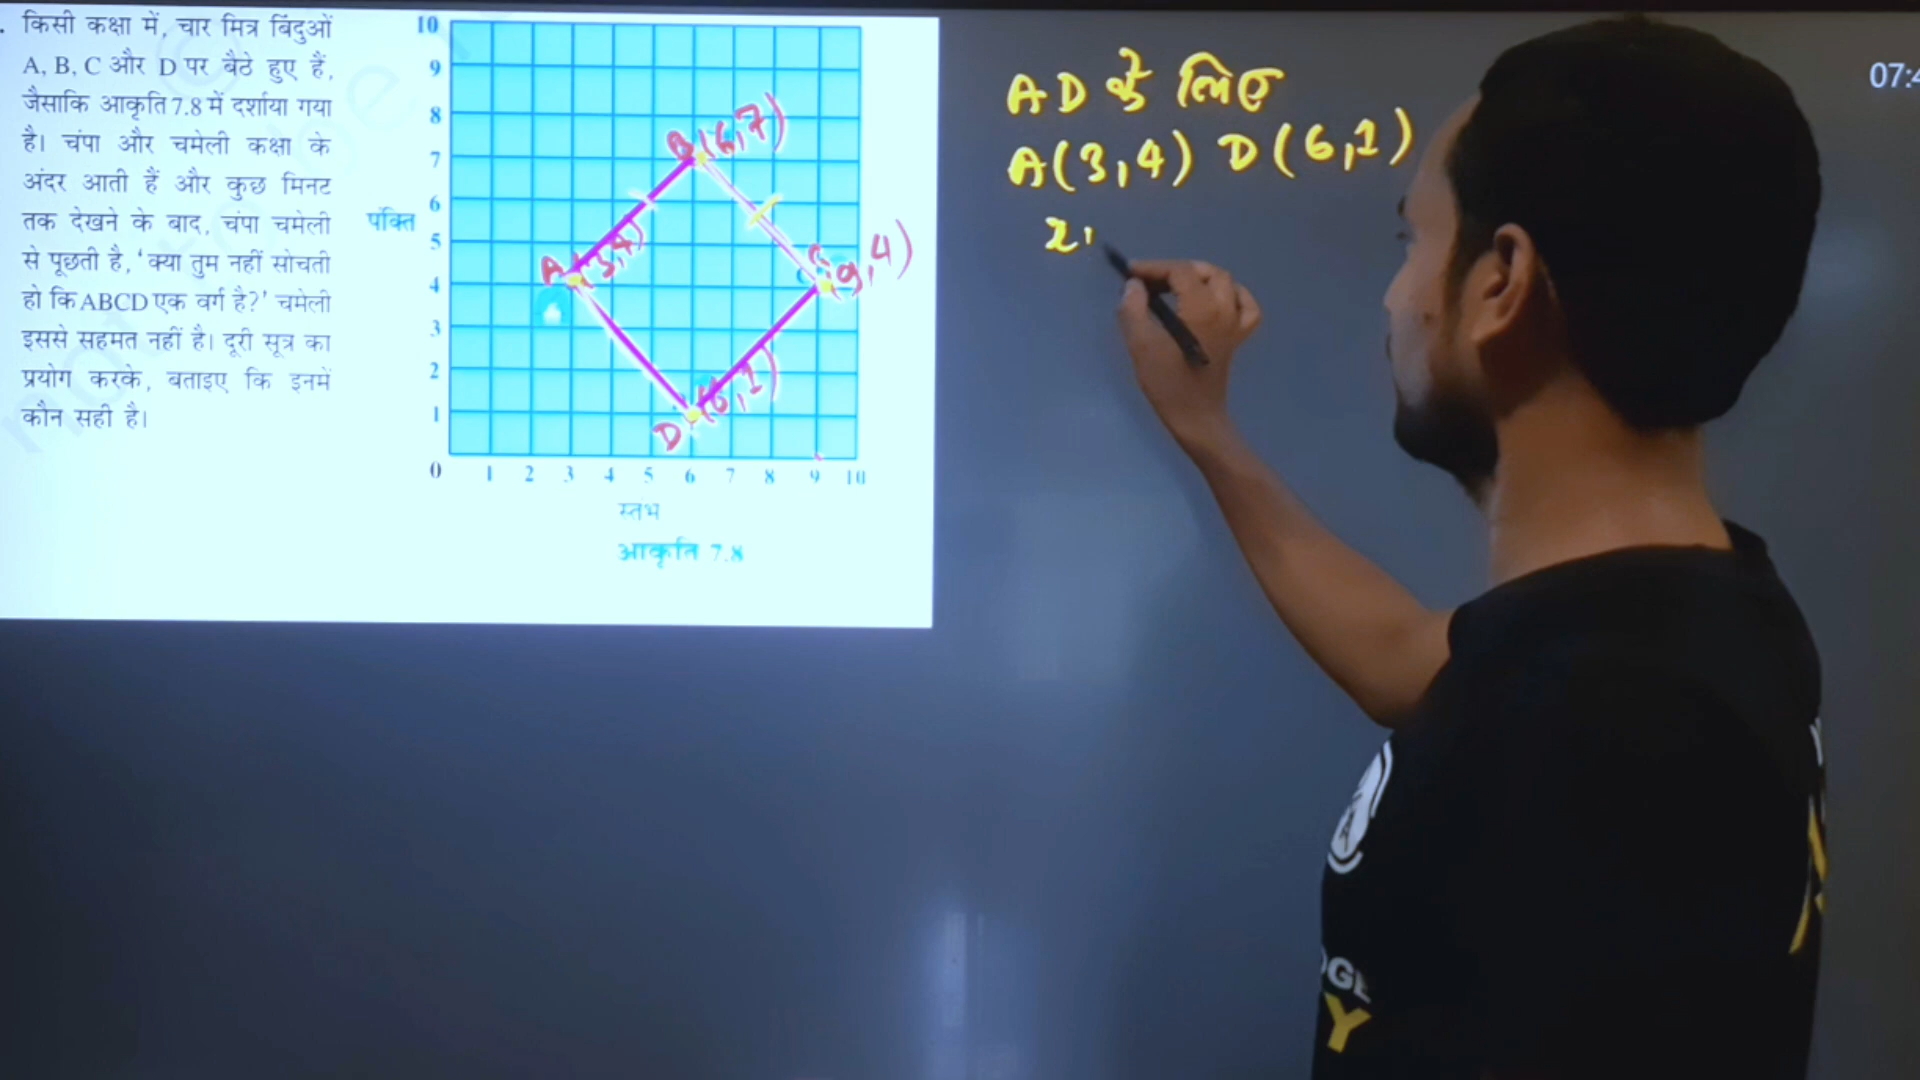 . किसी कक्षा में, चार मित्र बिंदुओं
A, B, C और D पर बैठे हुए हैं,
जैसाकि आकृति 7.8 में दर्शाया गया
है। चंपा और चमेली कक्षा के
अंदर आती हैं और कुछ मिनट
तक देखने के बाद, चंपा चमेली
से पूछती है, ‘क्या तुम नहीं सोचती
हो कि ABCD एक वर्ग है?’ चमेली
इससे सहमत नहीं है। दूरी सूत्र का
प्रयोग करके, बताइए कि इनमें
कौन सही है।
10
9
8
7
6
5
4
3
2
1
0
पंक्ति
B (6,7)
A (3,4)
C (9,4)
D (6,1)
1 2 3 4 5 6 7 8 9 10
स्तंभ
आकृति 7.8
AD के लिए
A(3,4) D(6,1)
x1
07:4
OGE
Y